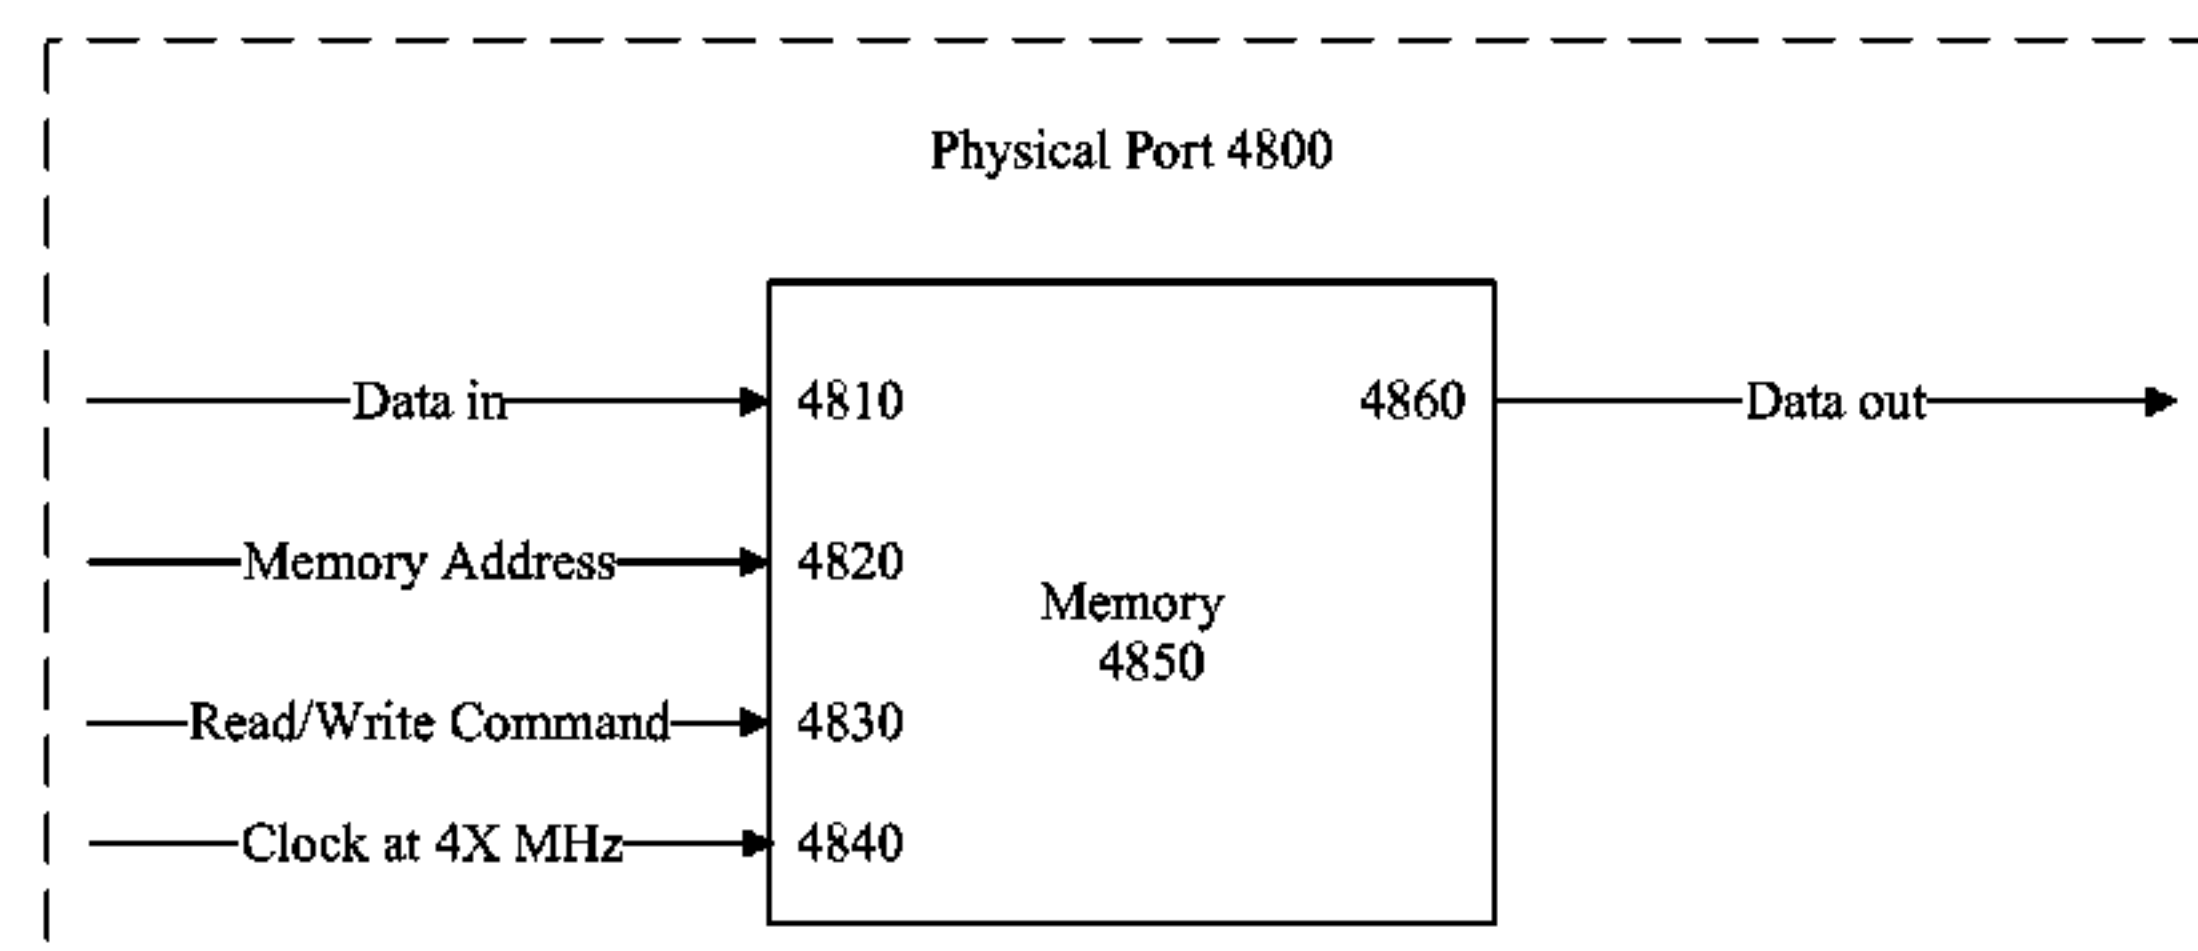 Physical Port 4800
Data in 4810 4860 Data out
Memory Address 4820
Memory
4850
Read/Write Command 4830
Clock at 4X MHz 4840